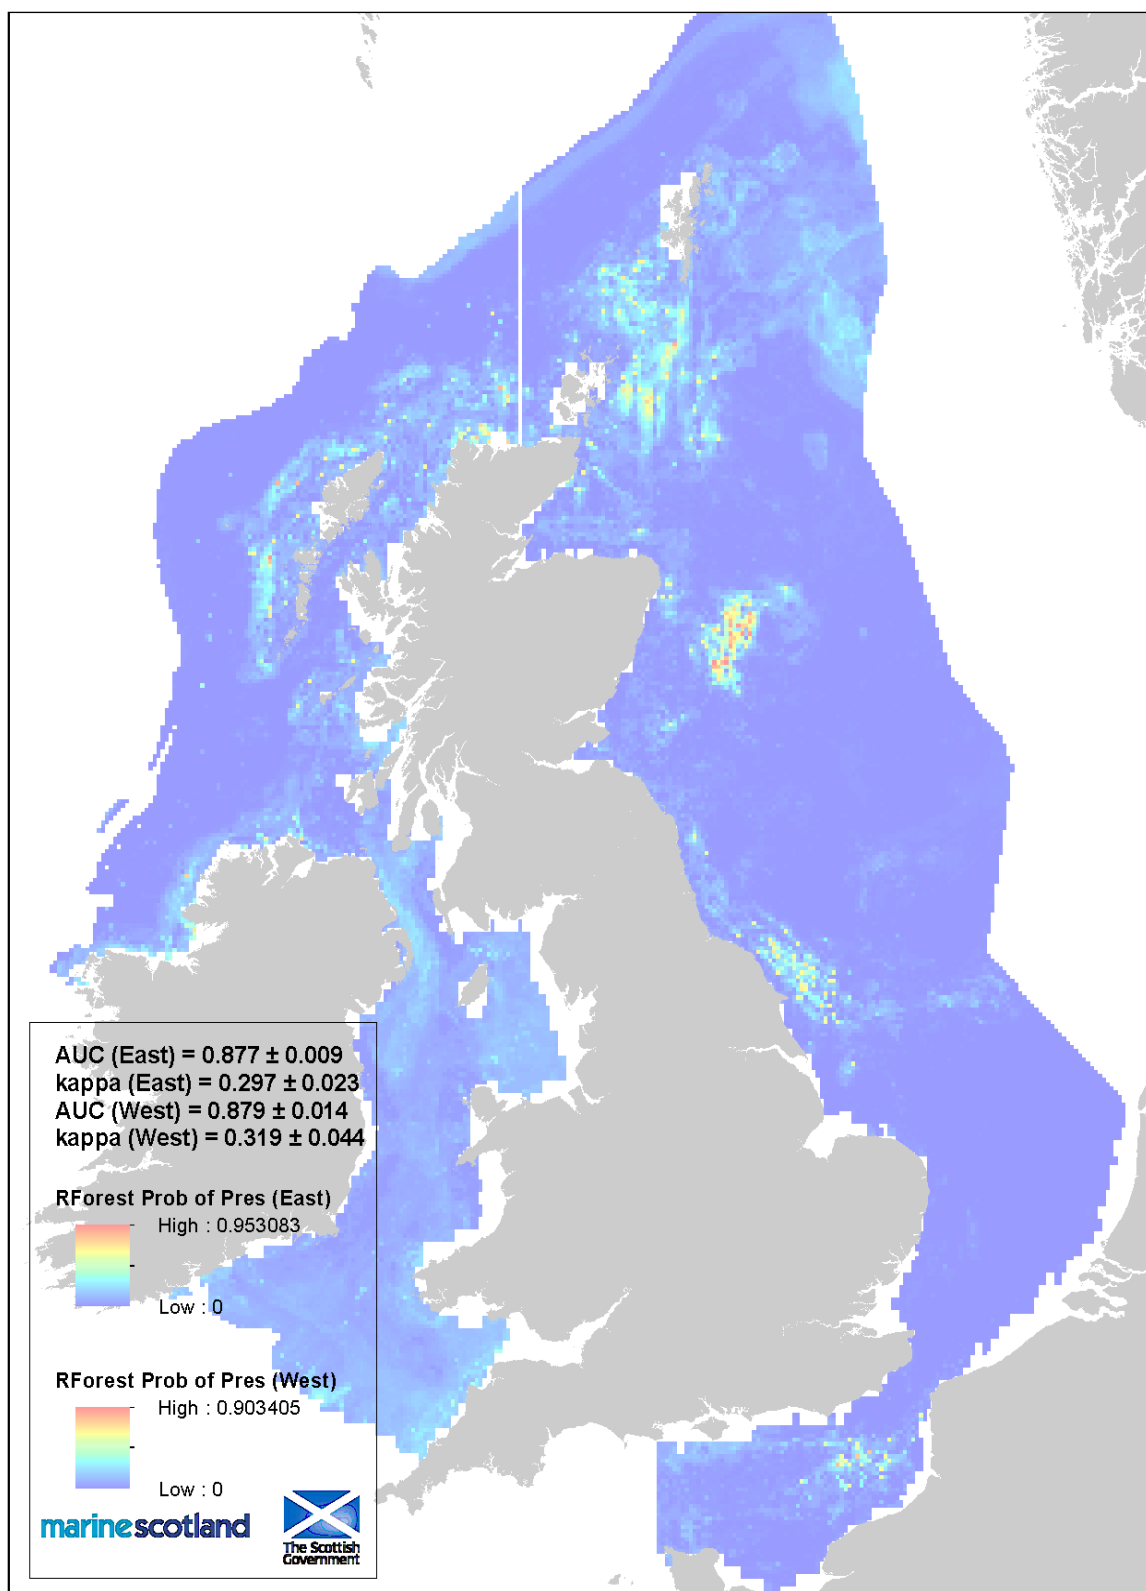 AUC (East) = 0.877 ± 0.009
kappa (East) = 0.297 ± 0.023
AUC (West) = 0.879 ± 0.014
kappa (West) = 0.319 ± 0.044
RForest Prob of Pres (East)
High : 0.953083
Low : 0
RForest Prob of Pres (West)
High : 0.903405
Low : 0
marinescotland
The Scottish
Government